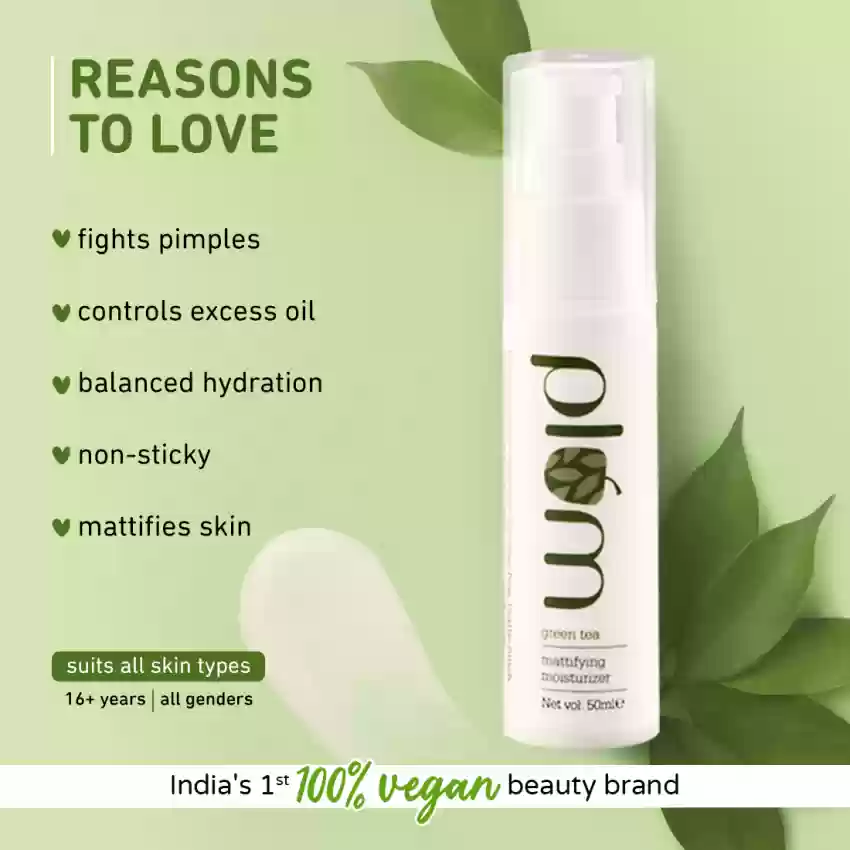 REASONS
TO LOVE
fights pimples
controls excess oil
balanced hydration
non-sticky
mattifies skin
suits all skin types
16+ years | all genders
plum
green tea
mattifying
moisturizer
Net vol. 50ml℮
India's 1st 100% vegan beauty brand